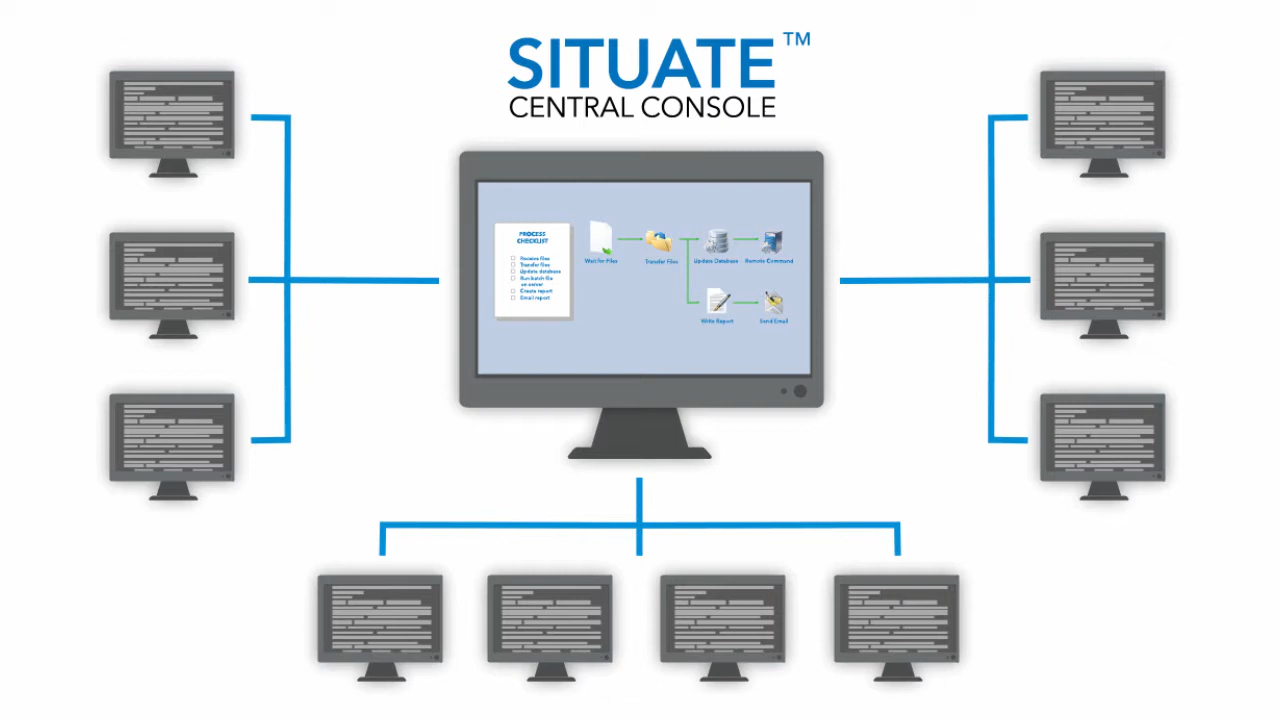 SITUATE™
CENTRAL CONSOLE
PROCESS
CHECKLIST
Receive files
Transfer files
Update database
Run batch file
on server
Create report
Email report
Wait for Files
Transfer Files
Update Database
Remote Command
Write Report
Send Email